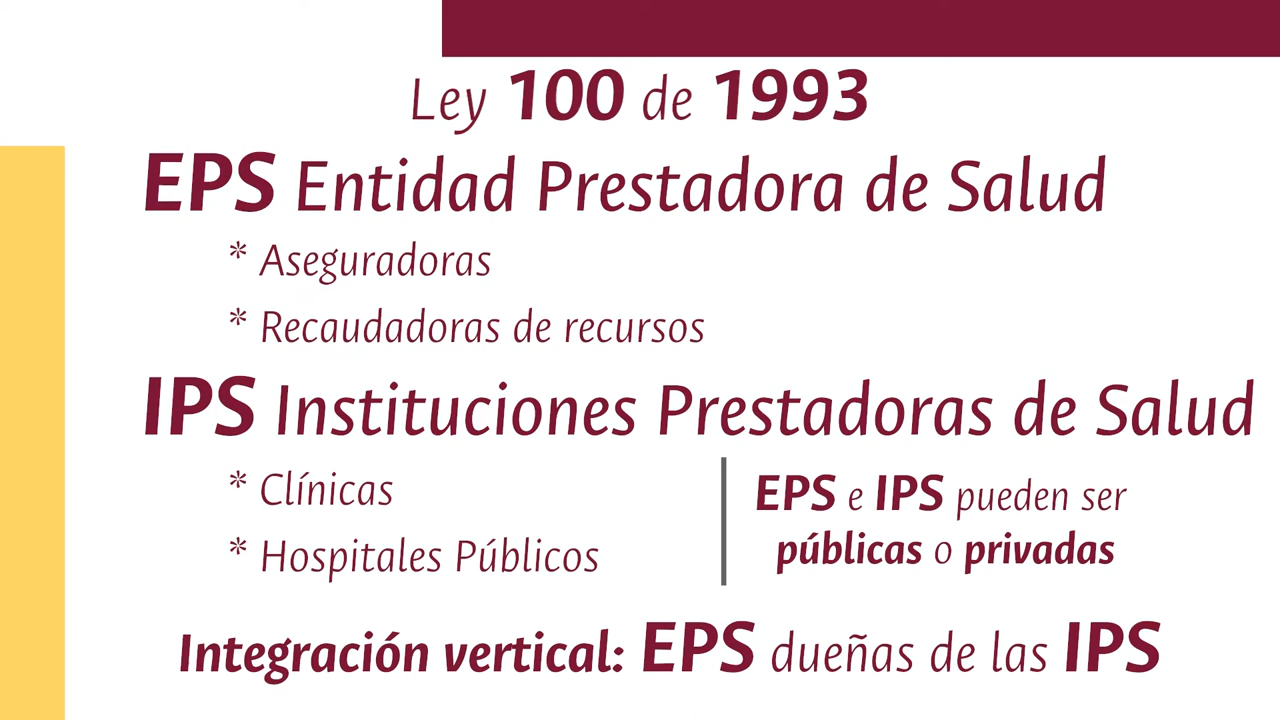 Ley 100 de 1993
EPS Entidad Prestadora de Salud
* Aseguradoras
* Recaudadoras de recursos
IPS Instituciones Prestadoras de Salud
* Clínicas
* Hospitales Públicos
EPS e IPS pueden ser
públicas o privadas
Integración vertical: EPS dueñas de las IPS